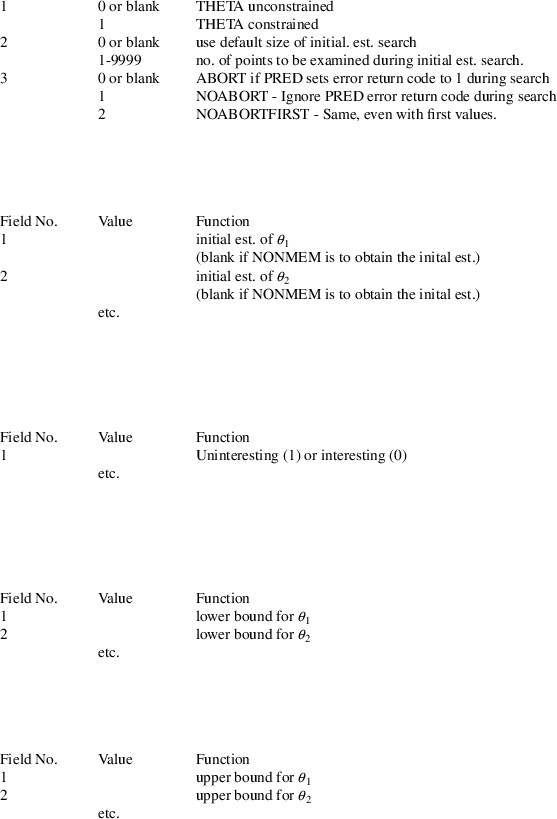 1 0 or blank THETA unconstrained
1 THETA constrained
2 0 or blank use default size of initial. est. search
1-9999 no. of points to be examined during initial est. search.
3 0 or blank ABORT if PRED sets error return code to 1 during search
1 NOABORT - Ignore PRED error return code during search
2 NOABORTFIRST - Same, even with first values.
Field No. Value Function
1 initial est. of θ1
(blank if NONMEM is to obtain the inital est.)
2 initial est. of θ2
(blank if NONMEM is to obtain the inital est.)
etc.
Field No. Value Function
1 Uninteresting (1) or interesting (0)
etc.
Field No. Value Function
1 lower bound for θ1
2 lower bound for θ2
etc.
Field No. Value Function
1 upper bound for θ1
2 upper bound for θ2
etc.